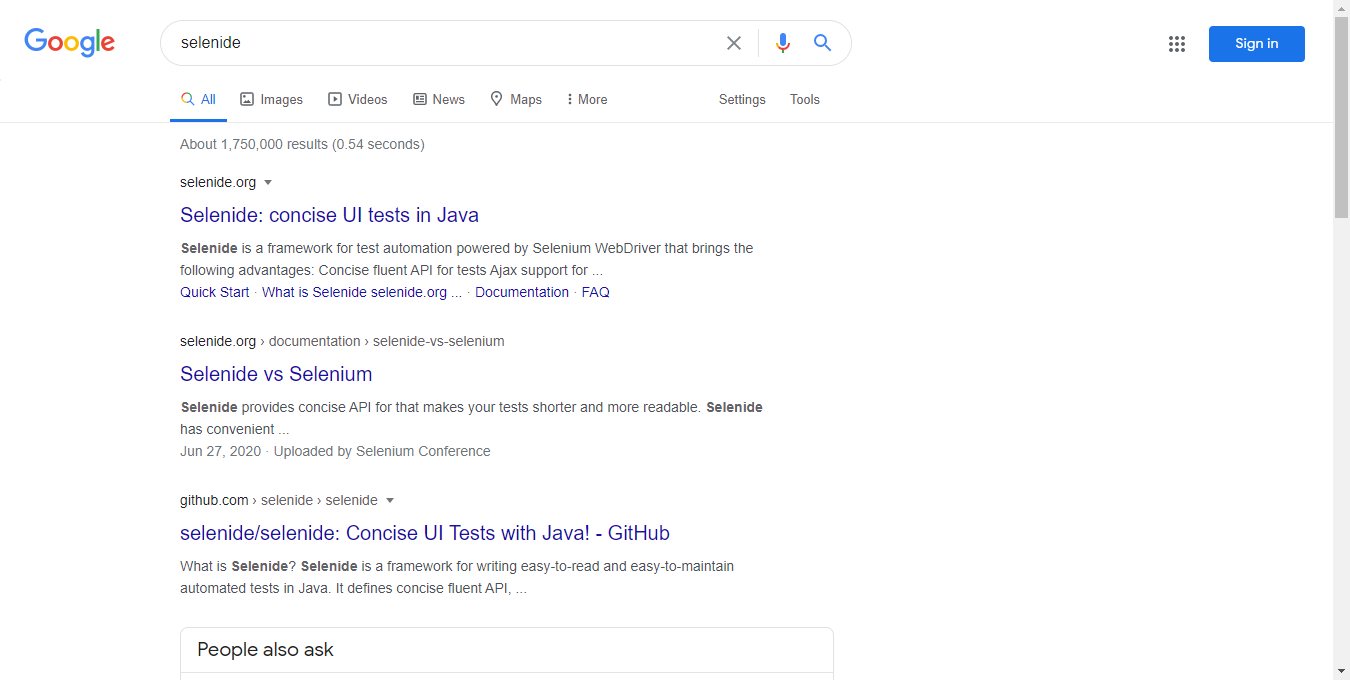 Google
selenide
Sign in
All Images Videos News Maps More Settings Tools
About 1,750,000 results (0.54 seconds)
selenide.org
Selenide: concise UI tests in Java
Selenide is a framework for test automation powered by Selenium WebDriver that brings the
following advantages: Concise fluent API for tests Ajax support for ...
Quick Start · What is Selenide selenide.org ... · Documentation · FAQ
selenide.org › documentation › selenide-vs-selenium
Selenide vs Selenium
Selenide provides concise API for that makes your tests shorter and more readable. Selenide
has convenient ...
Jun 27, 2020 · Uploaded by Selenium Conference
github.com › selenide › selenide
selenide/selenide: Concise UI Tests with Java! - GitHub
What is Selenide? Selenide is a framework for writing easy-to-read and easy-to-maintain
automated tests in Java. It defines concise fluent API, ...
People also ask